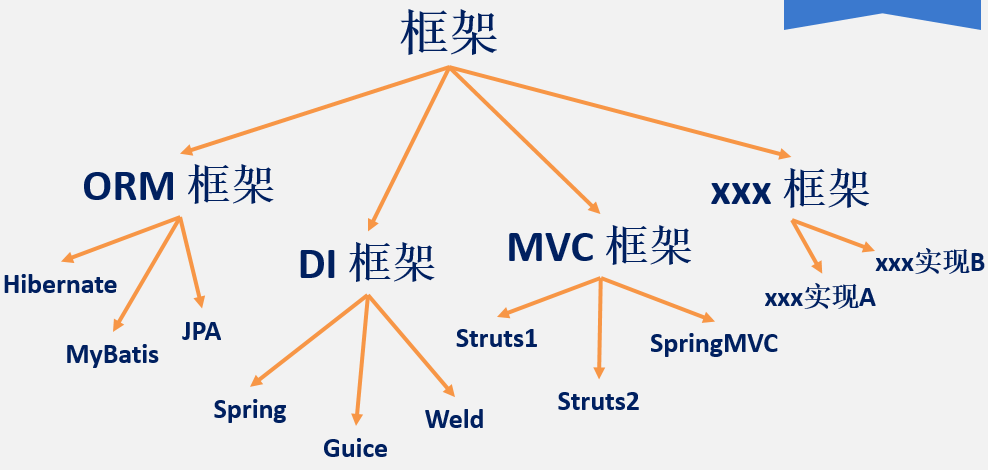 框架
ORM 框架
xxx 框架
DI 框架
MVC 框架
Hibernate
MyBatis
JPA
Spring
Guice
Weld
Struts1
Struts2
SpringMVC
xxx实现A
xxx实现B